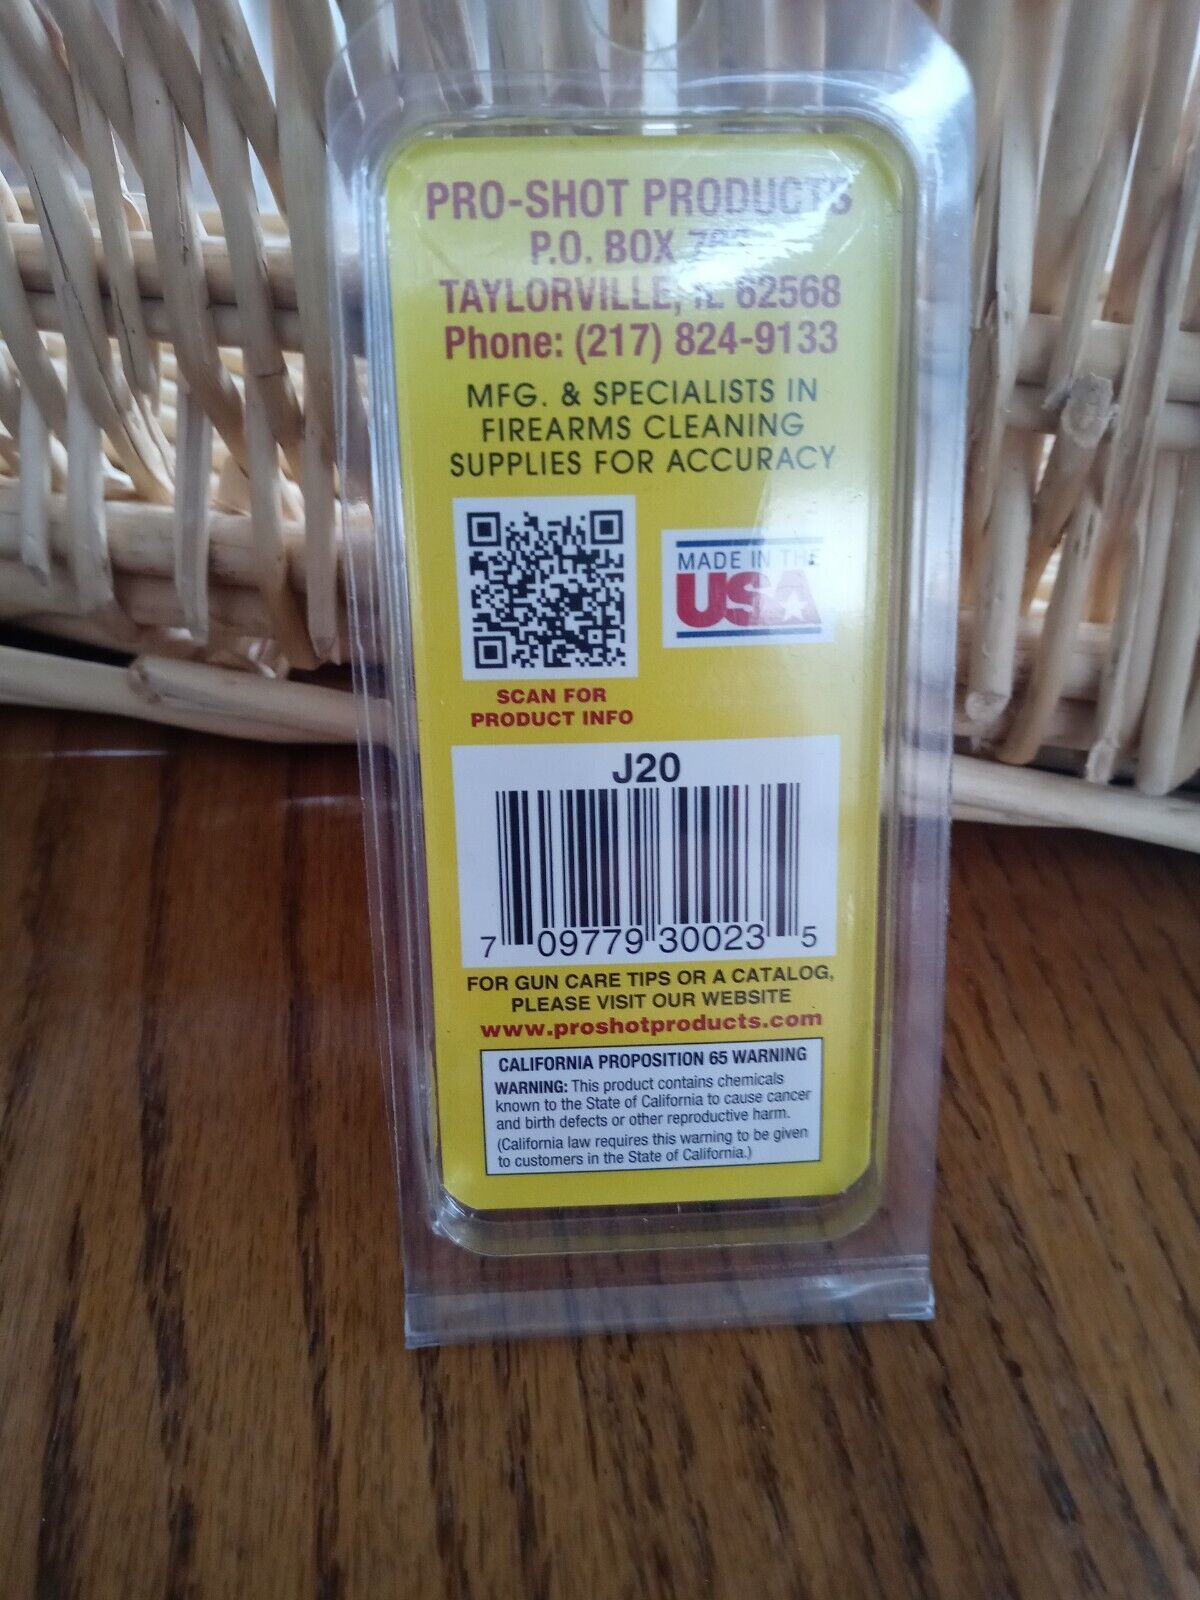 PRO-SHOT PRODUCTS
P.O. BOX
TAYLORVILLE, IL 62568
Phone: (217) 824-9133
MFG. & SPECIALISTS IN
FIREARMS CLEANING
SUPPLIES FOR ACCURACY
MADE IN THE
USA
SCAN FOR
PRODUCT INFO
J20
7 09779 30023 5
FOR GUN CARE TIPS OR A CATALOG,
PLEASE VISIT OUR WEBSITE
www.proshotproducts.com
CALIFORNIA PROPOSITION 65 WARNING
WARNING: This product contains chemicals
known to the State of California to cause cancer
and birth defects or other reproductive harm.
(California law requires this warning to be given
to customers in the State of California.)